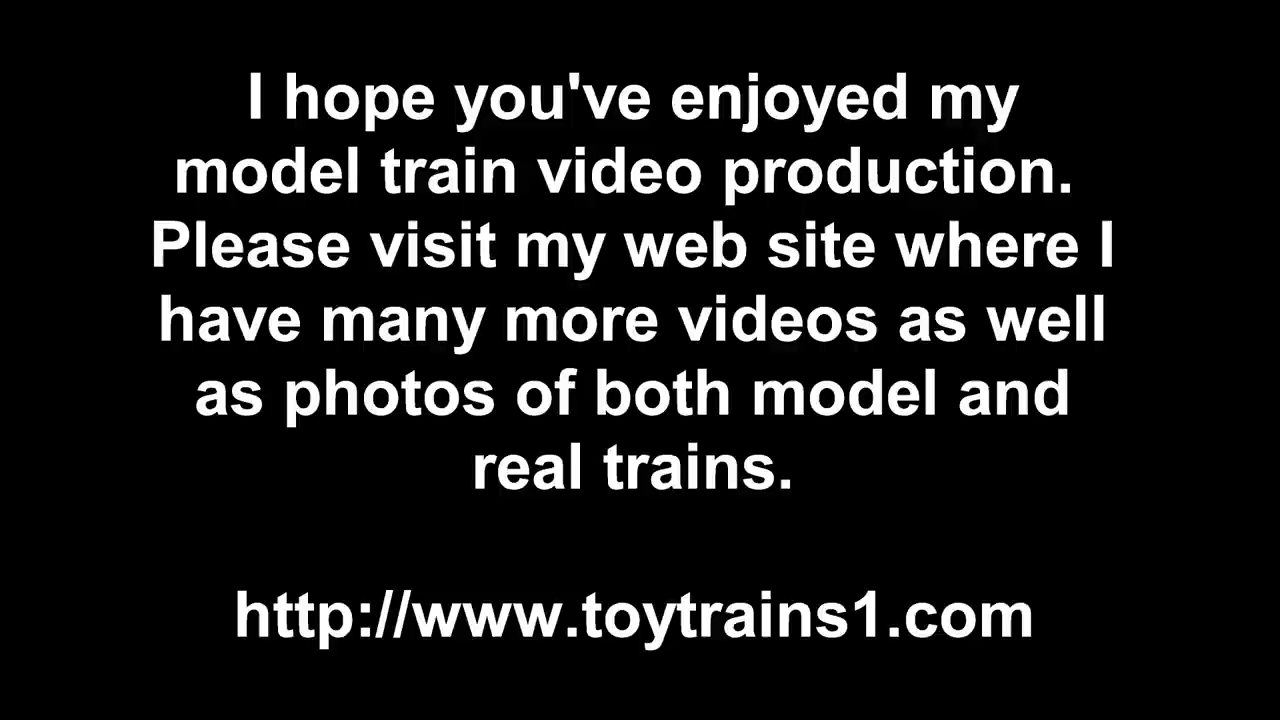 I hope you've enjoyed my
model train video production.
Please visit my web site where I
have many more videos as well
as photos of both model and
real trains.
http://www.toytrains1.com